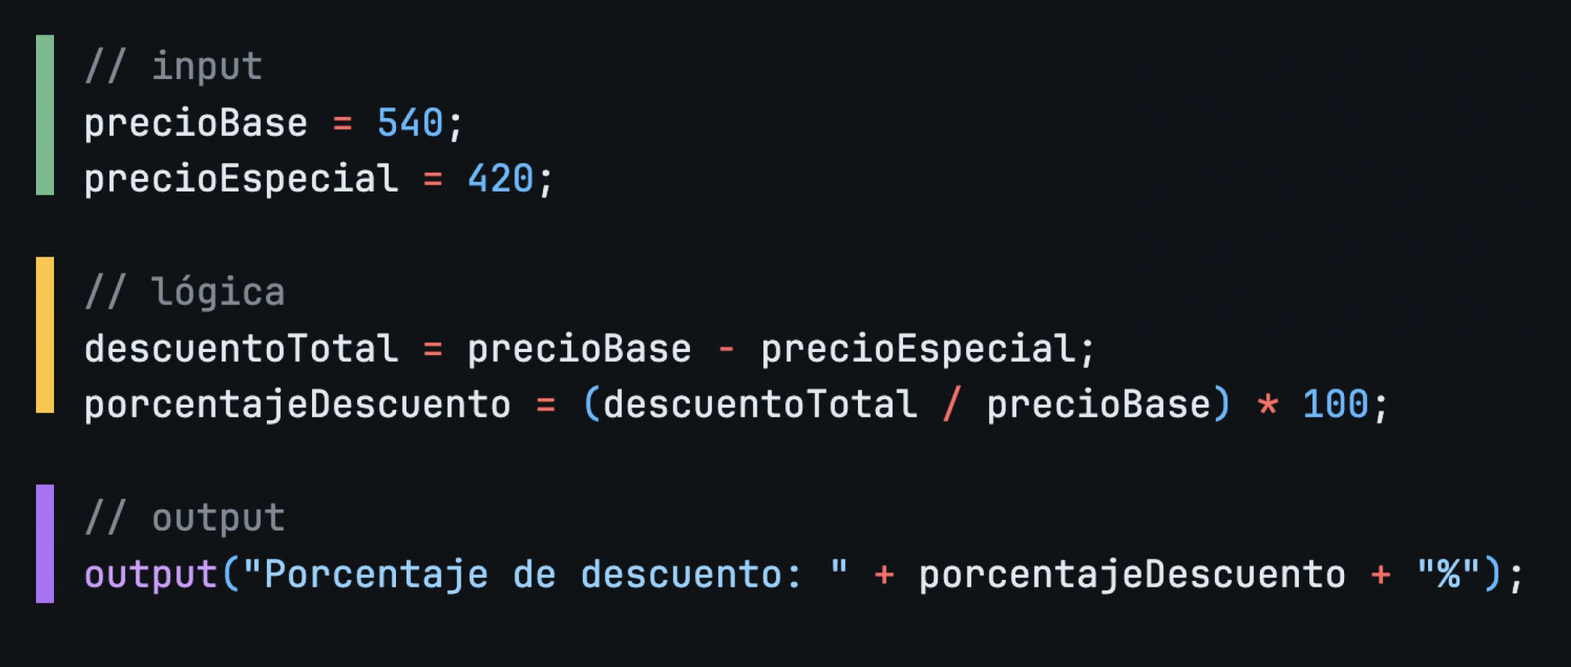 // input
precioBase = 540;
precioEspecial = 420;
// lógica
descuentoTotal = precioBase - precioEspecial;
porcentajeDescuento = (descuentoTotal / precioBase) * 100;
// output
output("Porcentaje de descuento: " + porcentajeDescuento + "%");